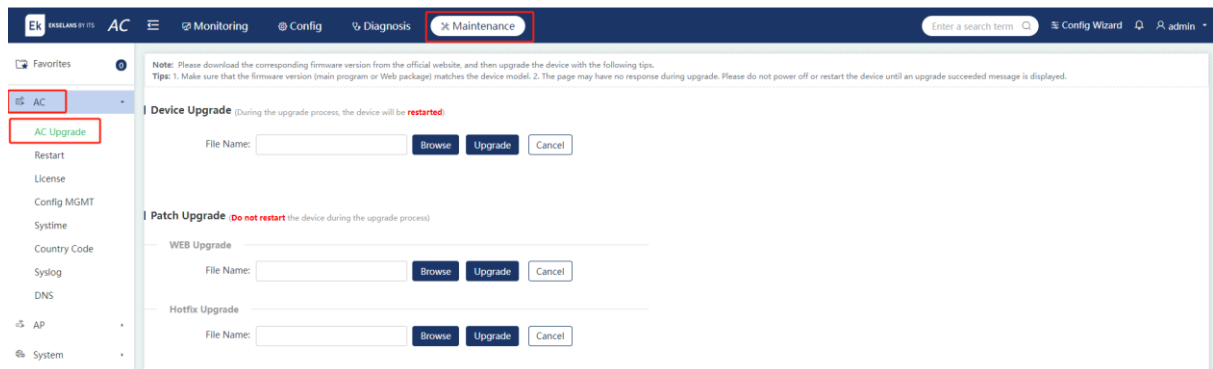 Ek EKSELANS BY ITS AC Monitoring Config Diagnosis Maintenance Enter a search term Config Wizard admin
Favorites 0
Note: Please download the corresponding firmware version from the official website, and then upgrade the device with the following tips.
Tips: 1. Make sure that the firmware version (main program or Web package) matches the device model. 2. The page may have no response during upgrade. Please do not power off or restart the device until an upgrade succeeded message is displayed.
AC
AC Upgrade
Restart
License
Config MGMT
Systime
Country Code
Syslog
DNS
AP
System
Device Upgrade (During the upgrade process, the device will be restarted)
File Name: Browse Upgrade Cancel
Patch Upgrade (Do not restart the device during the upgrade process)
WEB Upgrade
File Name: Browse Upgrade Cancel
Hotfix Upgrade
File Name: Browse Upgrade Cancel